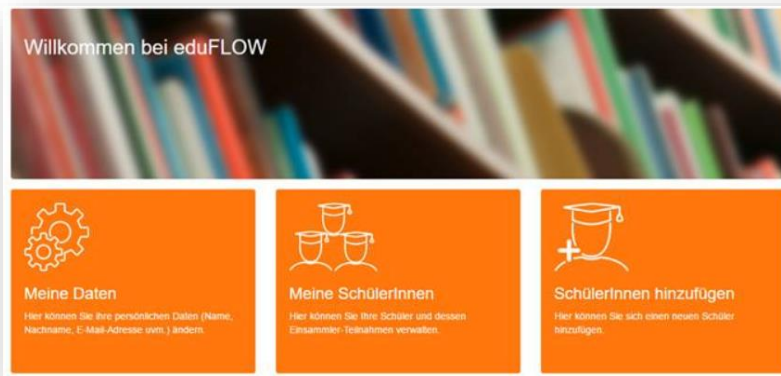 Willkommen bei eduFLOW
Meine Daten
Hier können Sie ihre persönlichen Daten (Name,
Nachname, E-Mail-Adresse uvm.) ändern.
Meine SchülerInnen
Hier können Sie Ihre Schüler und dessen
Einsammler-Teilnahmen verwalten.
SchülerInnen hinzufügen
Hier können Sie sich einen neuen Schüler
hinzufügen.